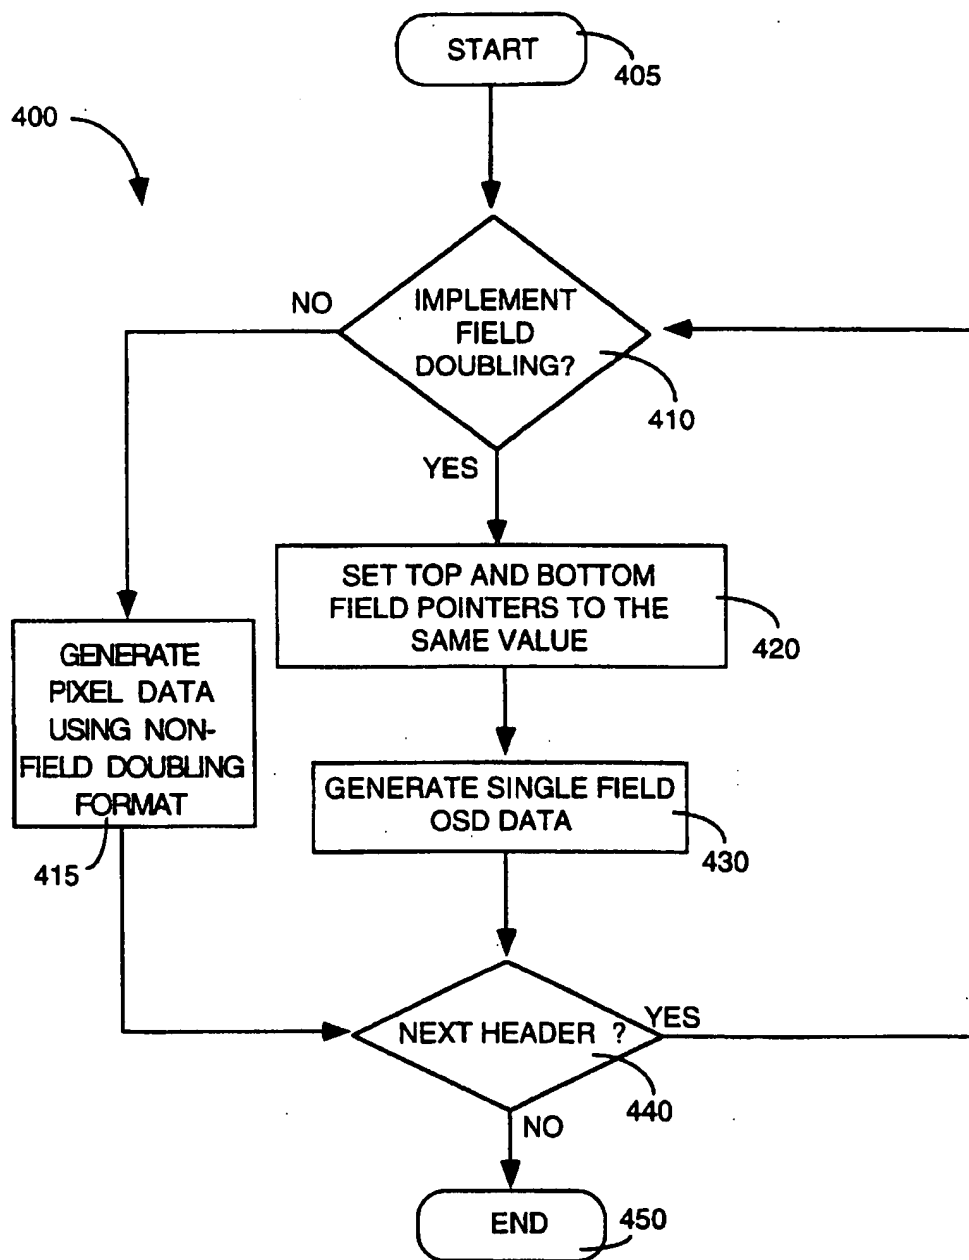 START
405
400
NO
IMPLEMENT
FIELD
DOUBLING?
410
YES
SET TOP AND BOTTOM
FIELD POINTERS TO THE
SAME VALUE
420
GENERATE
PIXEL DATA
USING NON-
FIELD DOUBLING
FORMAT
415
GENERATE SINGLE FIELD
OSD DATA
430
NEXT HEADER ?
YES
440
NO
END
450